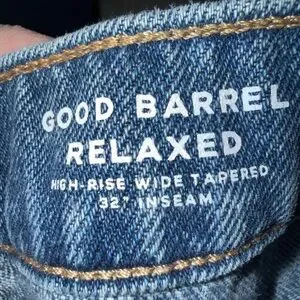 GOOD BARREL
RELAXED
HIGH-RISE WIDE TAPERED
32" INSEAM